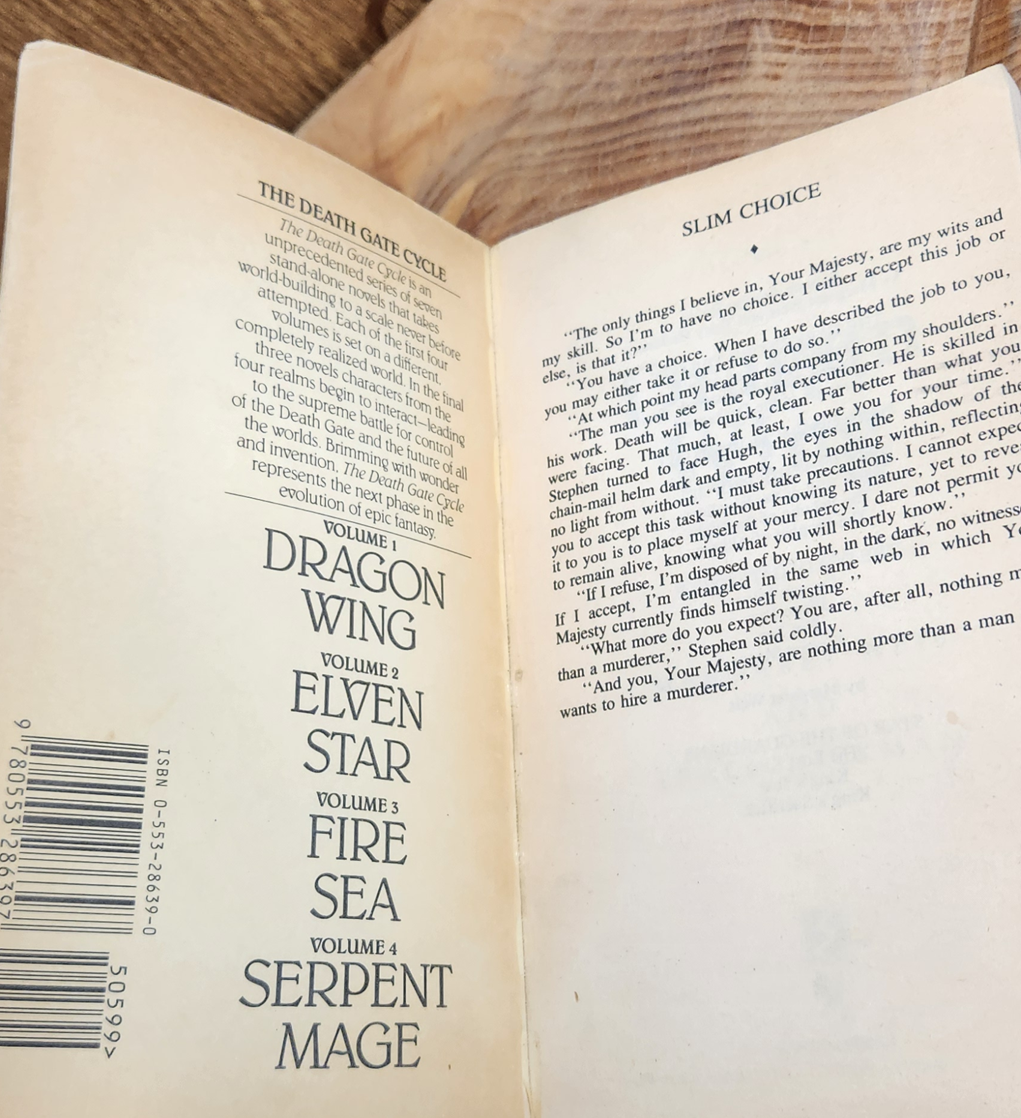 THE DEATH GATE CYCLE
The Death Gate Cycle is an
unprecedented series of seven
stand-alone novels that takes
world-building to a scale never before
attempted. Each of the first four
volumes is set on a different,
completely realized world. In the final
three novels characters from the
four realms begin to interact—leading
to the supreme battle for control
of the Death Gate and the future of all
the worlds. Brimming with wonder
and invention, The Death Gate Cycle
represents the next phase in the
evolution of epic fantasy.
VOLUME 1
DRAGON
WING
VOLUME 2
ELVEN
STAR
VOLUME 3
FIRE
SEA
VOLUME 4
SERPENT
MAGE
ISBN 0-553-28639-0
9 780553 286397
50599>
SLIM CHOICE
"The only things I believe in, Your Majesty, are my wits and
my skill. So I'm to have no choice. I either accept this job or
else, is that it?"
"You have a choice. When I have described the job to you,
you may either take it or refuse to do so."
"At which point my head parts company from my shoulders."
"The man you see is the royal executioner. He is skilled in
his work. Death will be quick, clean. Far better than what you
were facing. That much, at least, I owe you for your time."
Stephen turned to face Hugh, the eyes in the shadow of the
chain-mail helm dark and empty, lit by nothing within, reflecting
no light from without. "I must take precautions. I cannot expec
you to accept this task without knowing its nature, yet to reve
it to you is to place myself at your mercy. I dare not permit yo
to remain alive, knowing what you will shortly know."
"If I refuse, I'm disposed of by night, in the dark, no witnesse
If I accept, I'm entangled in the same web in which Yo
Majesty currently finds himself twisting."
"What more do you expect? You are, after all, nothing m
than a murderer," Stephen said coldly.
"And you, Your Majesty, are nothing more than a man
wants to hire a murderer."